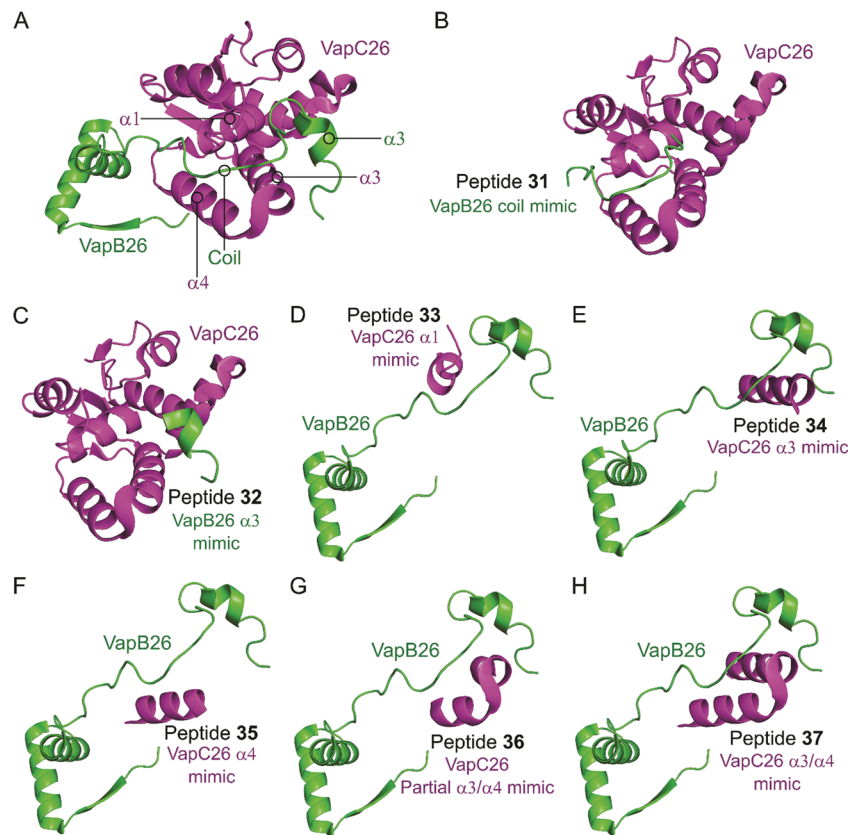 A
VapC26
α1
α3
α3
VapB26
Coil
α4
B
VapC26
Peptide 31
VapB26 coil mimic
C
VapC26
Peptide 32
VapB26 α3
mimic
D
Peptide 33
VapC26 α1
mimic
VapB26
E
VapB26
Peptide 34
VapC26 α3 mimic
F
VapB26
Peptide 35
VapC26 α4
mimic
G
VapB26
Peptide 36
VapC26
Partial α3/α4 mimic
H
VapB26
Peptide 37
VapC26 α3/α4
mimic